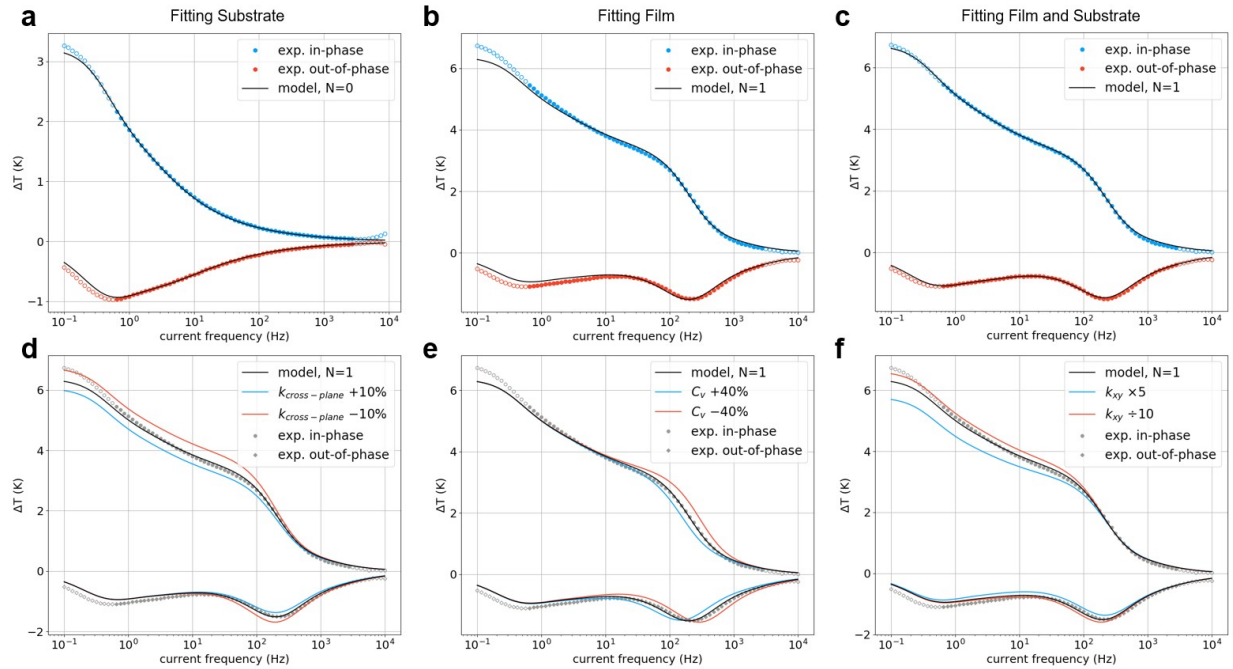 a
Fitting Substrate
3
2
1
0
−1
ΔT (K)
exp. in-phase
exp. out-of-phase
model, N=0
10⁻¹ 10⁰ 10¹ 10² 10³ 10⁴
current frequency (Hz)
b
Fitting Film
6
4
2
0
ΔT (K)
exp. in-phase
exp. out-of-phase
model, N=1
10⁻¹ 10⁰ 10¹ 10² 10³ 10⁴
current frequency (Hz)
c
Fitting Film and Substrate
6
4
2
0
ΔT (K)
exp. in-phase
exp. out-of-phase
model, N=1
10⁻¹ 10⁰ 10¹ 10² 10³ 10⁴
current frequency (Hz)
d
6
4
2
0
−2
ΔT (K)
model, N=1
k_cross−plane +10%
k_cross−plane −10%
exp. in-phase
exp. out-of-phase
10⁻¹ 10⁰ 10¹ 10² 10³ 10⁴
current frequency (Hz)
e
6
4
2
0
ΔT (K)
model, N=1
C_v +40%
C_v −40%
exp. in-phase
exp. out-of-phase
10⁻¹ 10⁰ 10¹ 10² 10³ 10⁴
current frequency (Hz)
f
6
4
2
0
−2
ΔT (K)
model, N=1
k_xy ×5
k_xy ÷10
exp. in-phase
exp. out-of-phase
10⁻¹ 10⁰ 10¹ 10² 10³ 10⁴
current frequency (Hz)